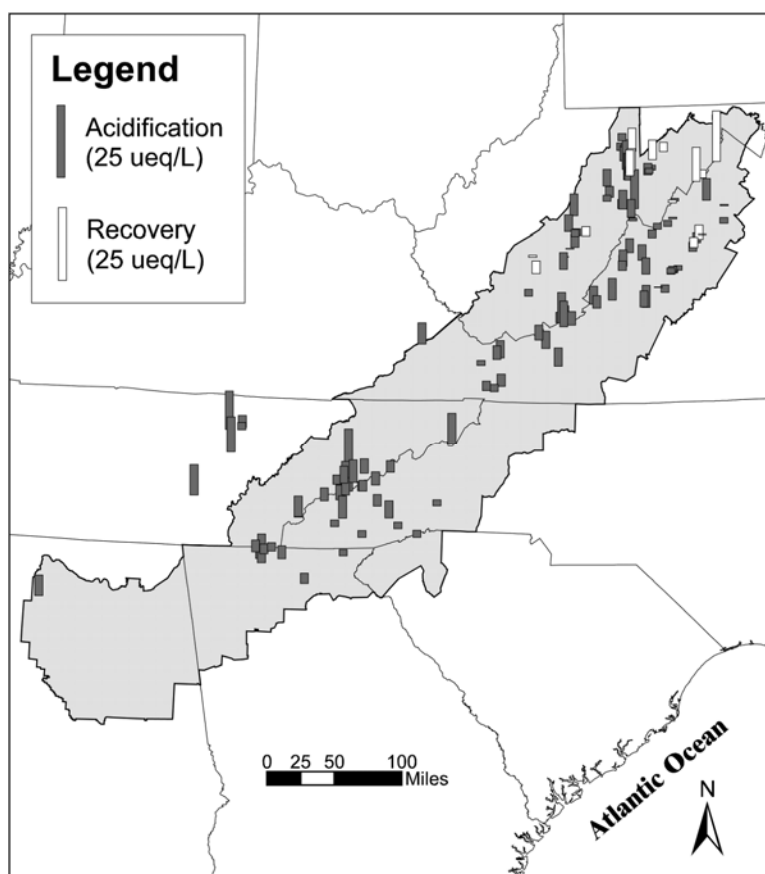 Legend
Acidification
(25 ueq/L)
Recovery
(25 ueq/L)
0 25 50 100
Miles
Atlantic Ocean
N